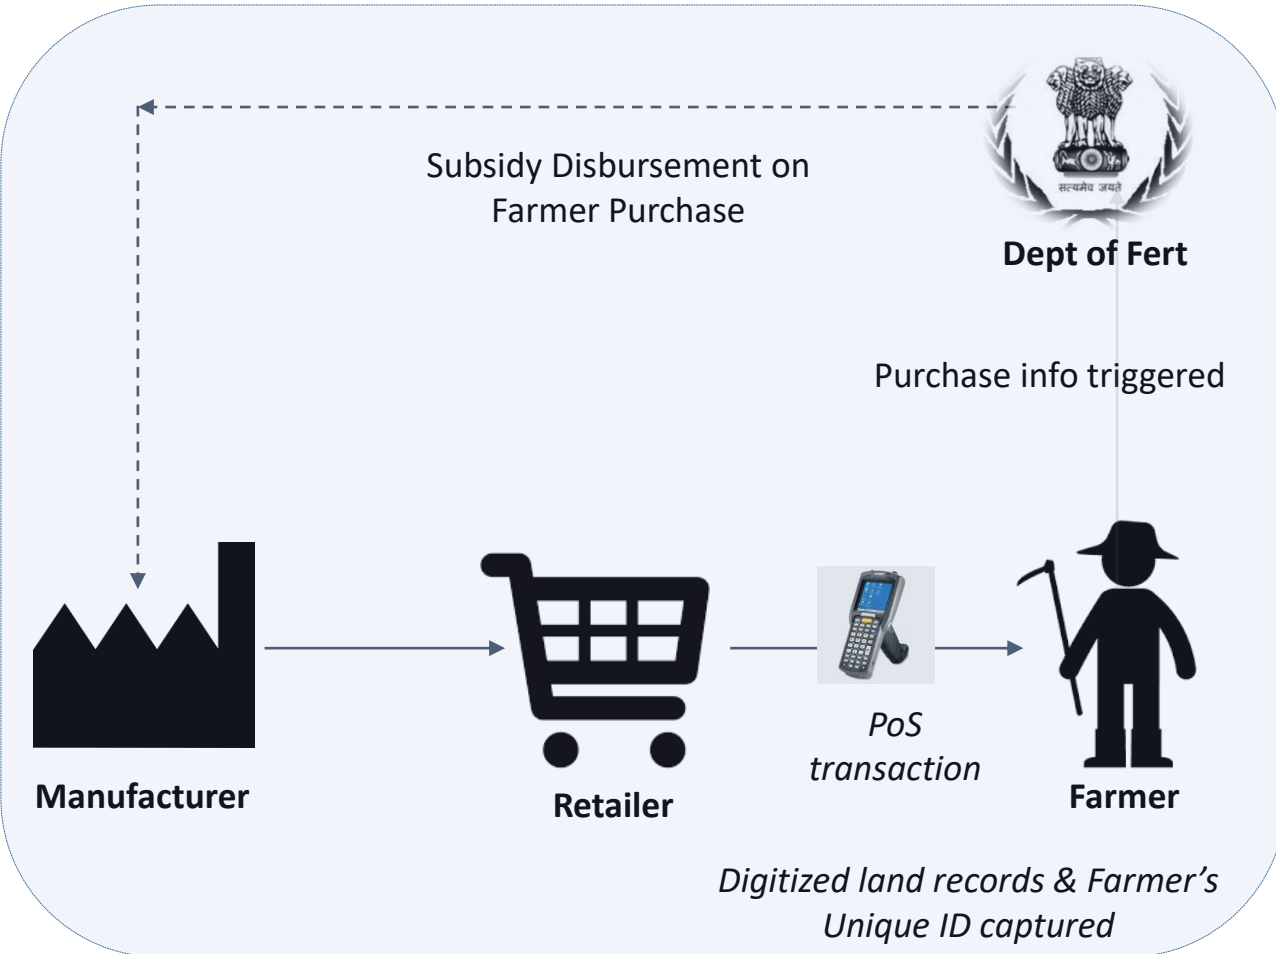 Subsidy Disbursement on
Farmer Purchase
सत्यमेव जयते
Dept of Fert
Purchase info triggered
PoS
transaction
Manufacturer
Retailer
Farmer
Digitized land records & Farmer’s
Unique ID captured